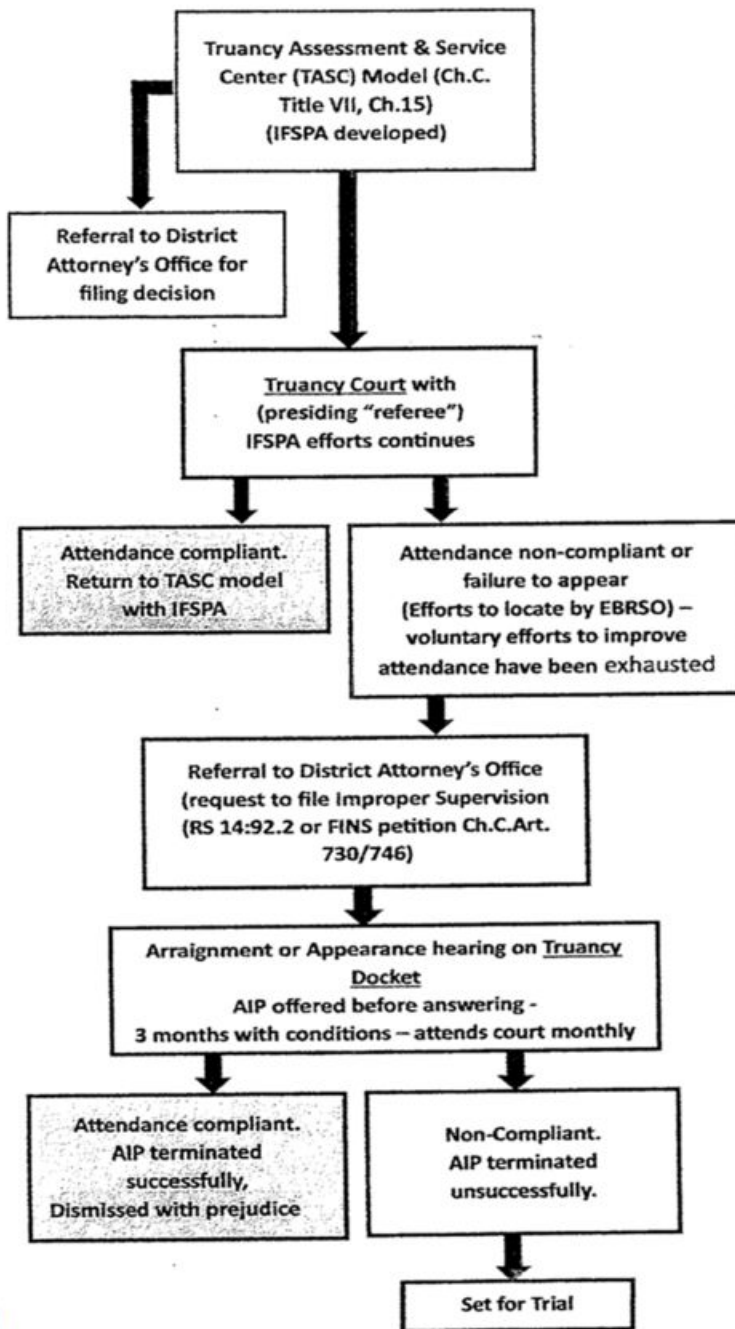 Truancy Assessment & Service
Center (TASC) Model (Ch.C.
Title VII, Ch.15)
(IFSPA developed)
Referral to District
Attorney's Office for
filing decision
Truancy Court with
(presiding "referee")
IFSPA efforts continues
Attendance compliant.
Return to TASC model
with IFSPA
Attendance non-compliant or
failure to appear
(Efforts to locate by EBRSO) –
voluntary efforts to improve
attendance have been exhausted
Referral to District Attorney's Office
(request to file Improper Supervision
(RS 14:92.2 or FINS petition Ch.C.Art.
730/746)
Arraignment or Appearance hearing on Truancy
Docket
AIP offered before answering -
3 months with conditions – attends court monthly
Attendance compliant.
AIP terminated
successfully,
Dismissed with prejudice
Non-Compliant.
AIP terminated
unsuccessfully.
Set for Trial